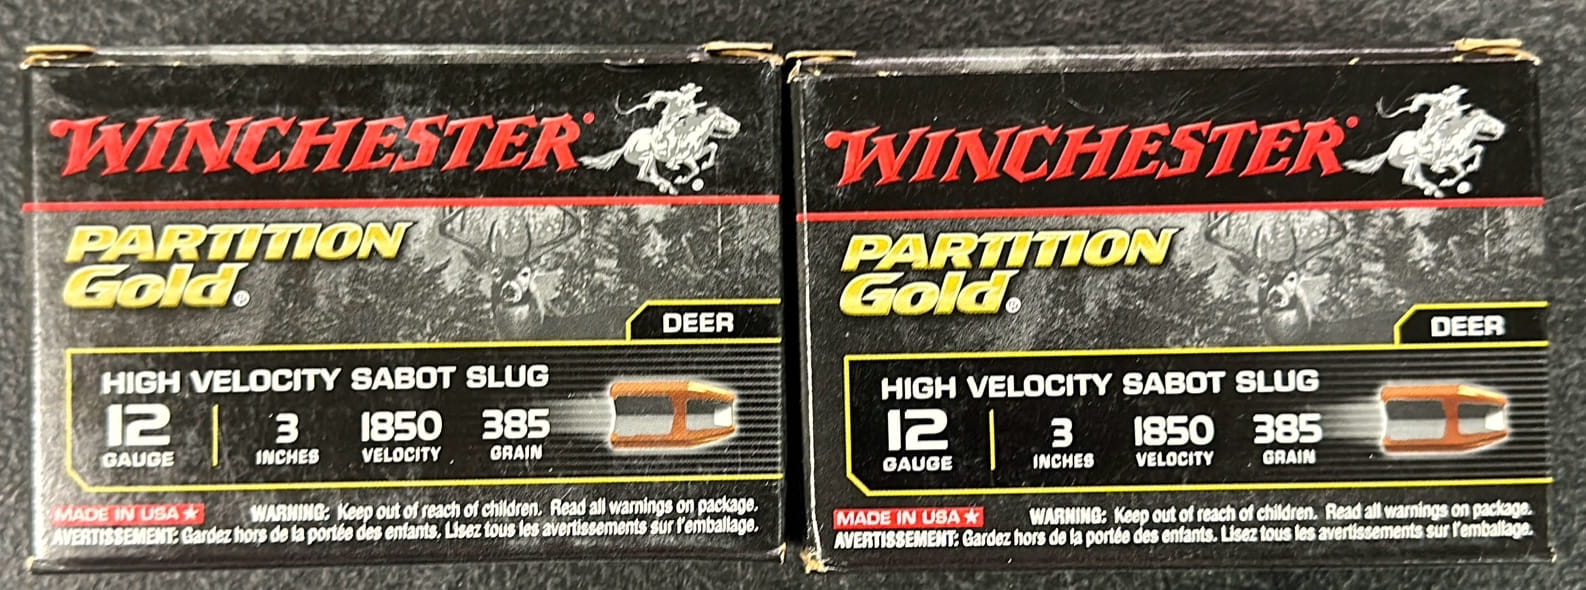 WINCHESTER
PARTITION
Gold®
DEER
HIGH VELOCITY SABOT SLUG
12 3 1850 385
GAUGE INCHES VELOCITY GRAIN
MADE IN USA ★ WARNING: Keep out of reach of children. Read all warnings on package.
AVERTISSEMENT: Gardez hors de la portée des enfants. Lisez tous les avertissements sur l'emballage.
WINCHESTER
PARTITION
Gold®
DEER
HIGH VELOCITY SABOT SLUG
12 3 1850 385
GAUGE INCHES VELOCITY GRAIN
MADE IN USA ★ WARNING: Keep out of reach of children. Read all warnings on package.
AVERTISSEMENT: Gardez hors de la portée des enfants. Lisez tous les avertissements sur l'emballage.